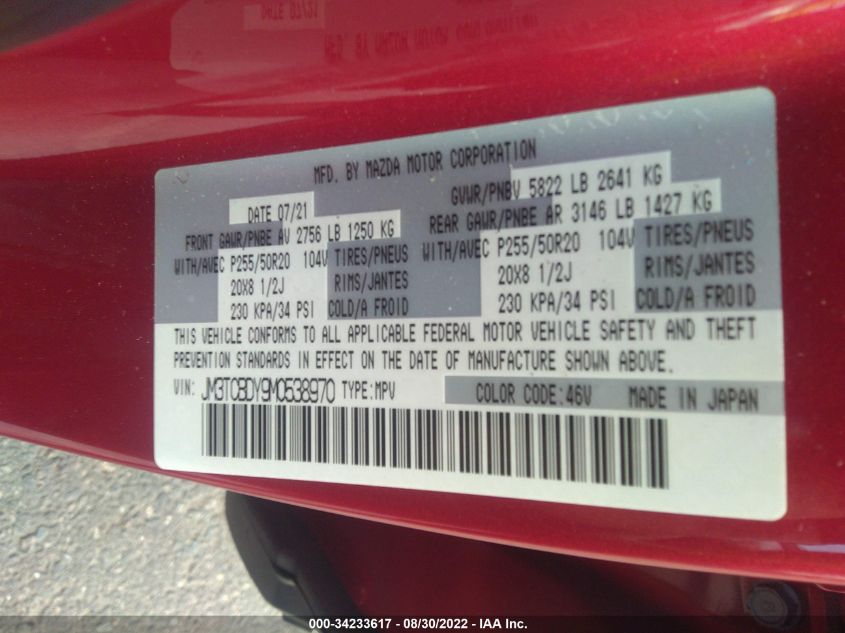 MFD. BY MAZDA MOTOR CORPORATION
DATE 07/21 GVWR/PNBV 5822 LB 2641 KG
FRONT GAWR/PNBE AV 2756 LB 1250 KG REAR GAWR/PNBE AR 3146 LB 1427 KG
WITH/AVEC P255/50R20 104V TIRES/PNEUS WITH/AVEC P255/50R20 104V TIRES/PNEUS
20X8 1/2J RIMS/JANTES 20X8 1/2J RIMS/JANTES
230 KPA/34 PSI COLD/A FROID 230 KPA/34 PSI COLD/A FROID
THIS VEHICLE CONFORMS TO ALL APPLICABLE FEDERAL MOTOR VEHICLE SAFETY AND THEFT
PREVENTION STANDARDS IN EFFECT ON THE DATE OF MANUFACTURE SHOWN ABOVE.
VIN: JM3TCBDY9M0538970 TYPE:MPV COLOR CODE:46V MADE IN JAPAN
000-34233617 - 08/30/2022 - IAA Inc.